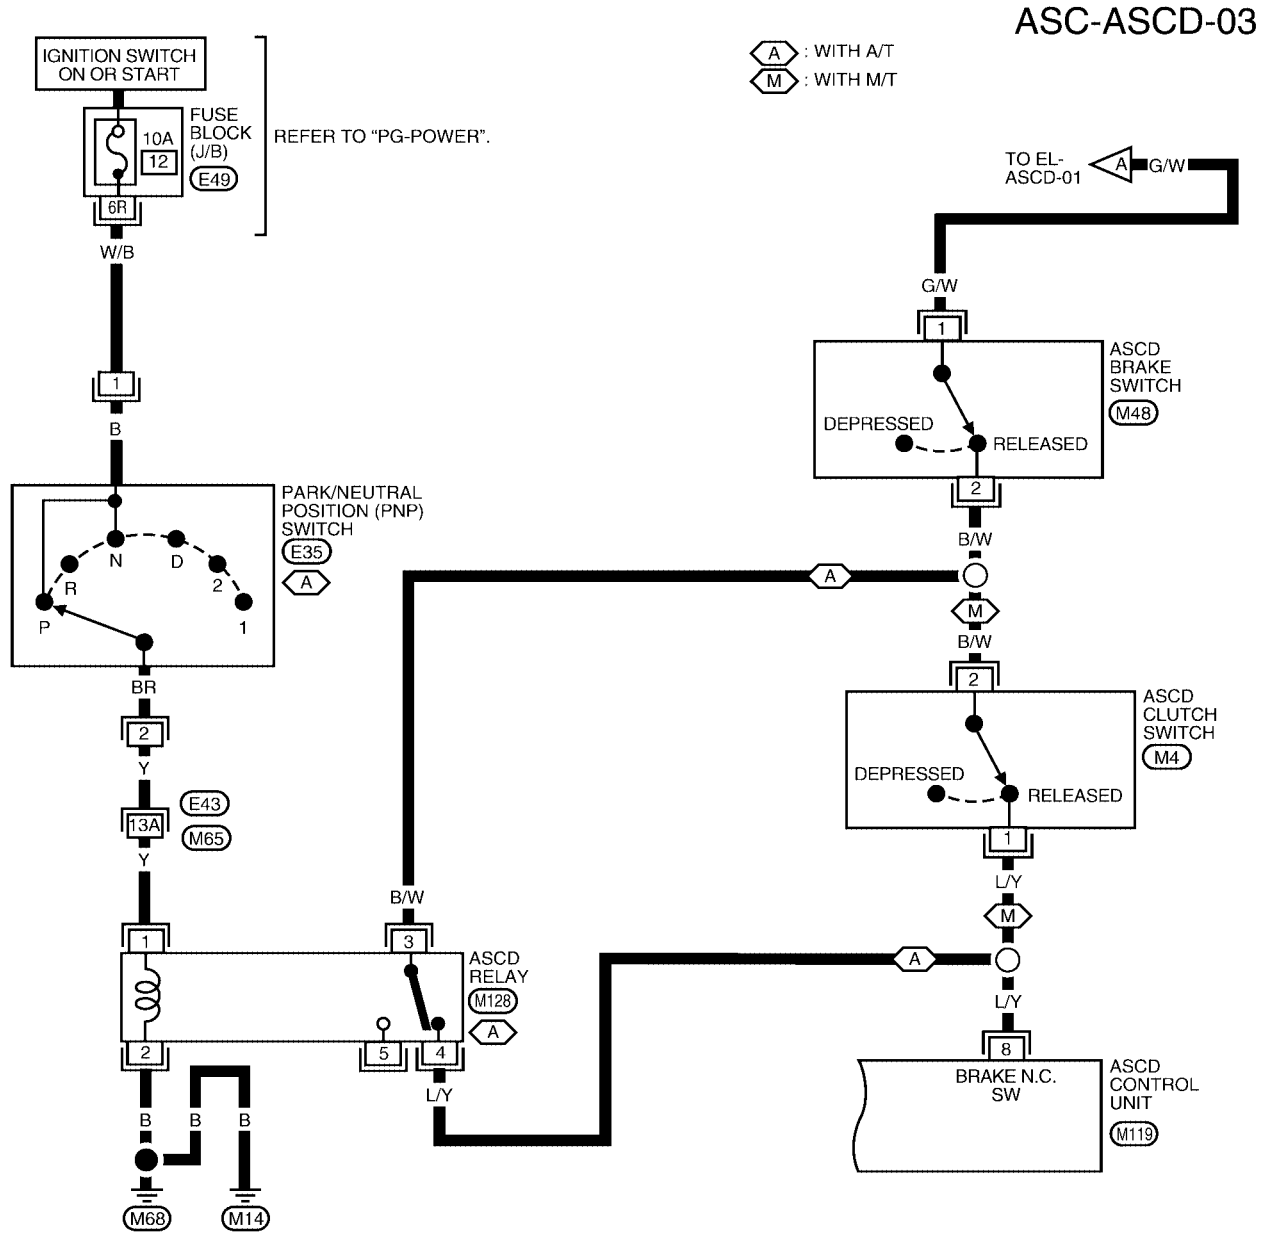 ASC-ASCD-03
IGNITION SWITCH
ON OR START
FUSE
BLOCK
(J/B)
E49
10A
12
6R
REFER TO “PG-POWER”.
A : WITH A/T
M : WITH M/T
TO EL-
ASCD-01
A
G/W
G/W
W/B
1
B
1
ASCD
BRAKE
SWITCH
M48
DEPRESSED
RELEASED
2
B/W
PARK/NEUTRAL
POSITION (PNP)
SWITCH
E35
A
P
R
N
D
2
1
BR
2
Y
13A
E43
M65
Y
A
M
B/W
2
ASCD
CLUTCH
SWITCH
M4
DEPRESSED
RELEASED
1
L/Y
M
B/W
1
3
ASCD
RELAY
M128
A
2
5
4
L/Y
A
L/Y
8
BRAKE N.C.
SW
ASCD
CONTROL
UNIT
M119
B
B
B
M68
M14